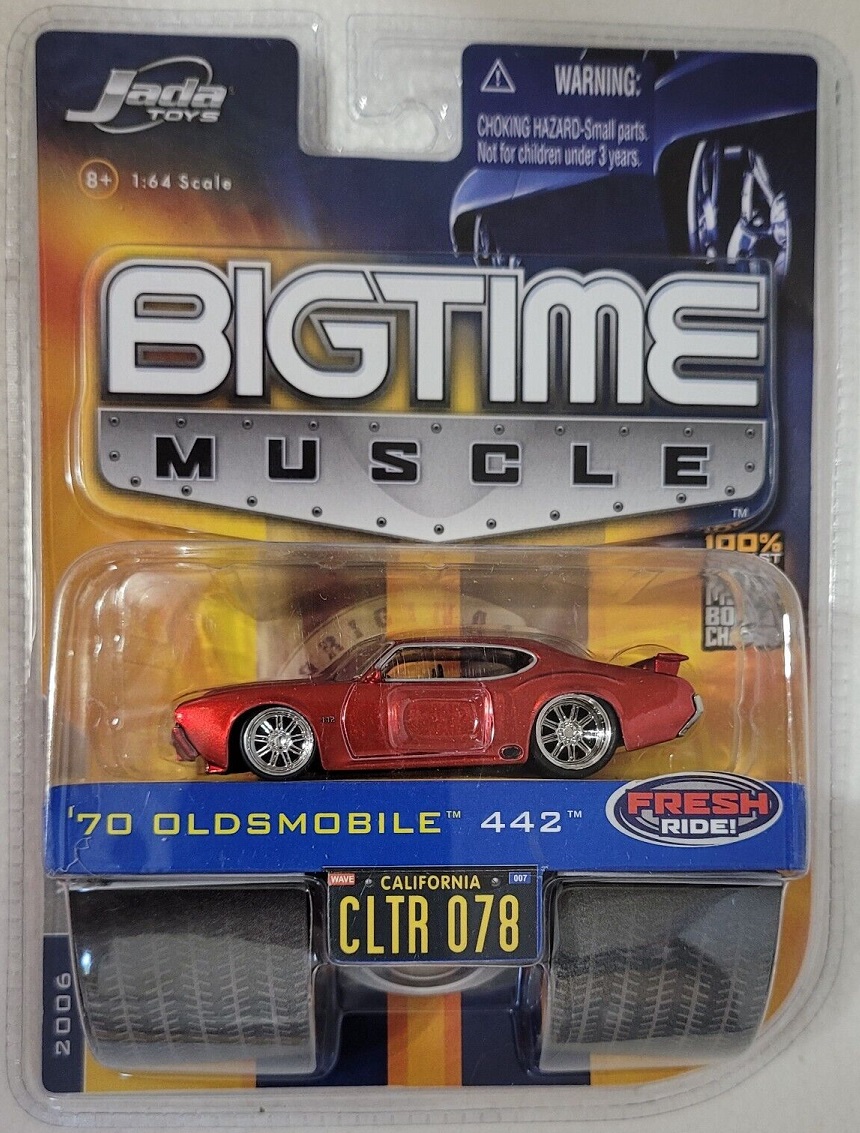 Jada
TOYS
WARNING:
CHOKING HAZARD-Small parts.
Not for children under 3 years.
8+ 1:64 Scale
BIGTIME
MUSCLE
TM
100%
442
'70 OLDSMOBILE™ 442™
FRESH
RIDE!
WAVE 007
CALIFORNIA
CLTR 078
2006